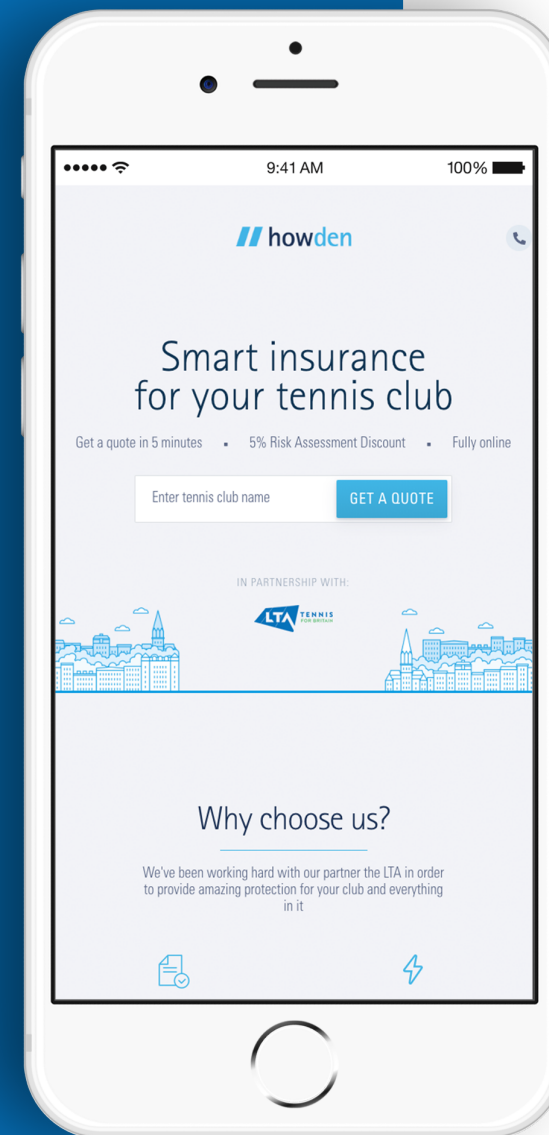 9:41 AM
100%
howden
Smart insurance
for your tennis club
Get a quote in 5 minutes ▪ 5% Risk Assessment Discount ▪ Fully online
Enter tennis club name
GET A QUOTE
IN PARTNERSHIP WITH:
LTA TENNIS
FOR BRITAIN
Why choose us?
We've been working hard with our partner the LTA in order
to provide amazing protection for your club and everything
in it